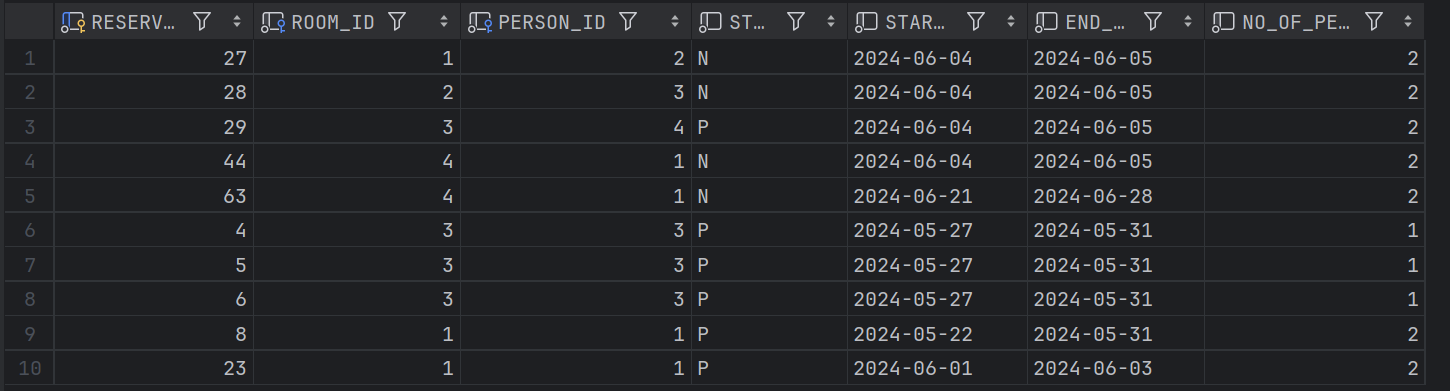 RESERV... ROOM_ID PERSON_ID ST... STAR... END_... NO_OF_PE...
1 27 1 2 N 2024-06-04 2024-06-05 2
2 28 2 3 N 2024-06-04 2024-06-05 2
3 29 3 4 P 2024-06-04 2024-06-05 2
4 44 4 1 N 2024-06-04 2024-06-05 2
5 63 4 1 N 2024-06-21 2024-06-28 2
6 4 3 3 P 2024-05-27 2024-05-31 1
7 5 3 3 P 2024-05-27 2024-05-31 1
8 6 3 3 P 2024-05-27 2024-05-31 1
9 8 1 1 P 2024-05-22 2024-05-31 2
10 23 1 1 P 2024-06-01 2024-06-03 2